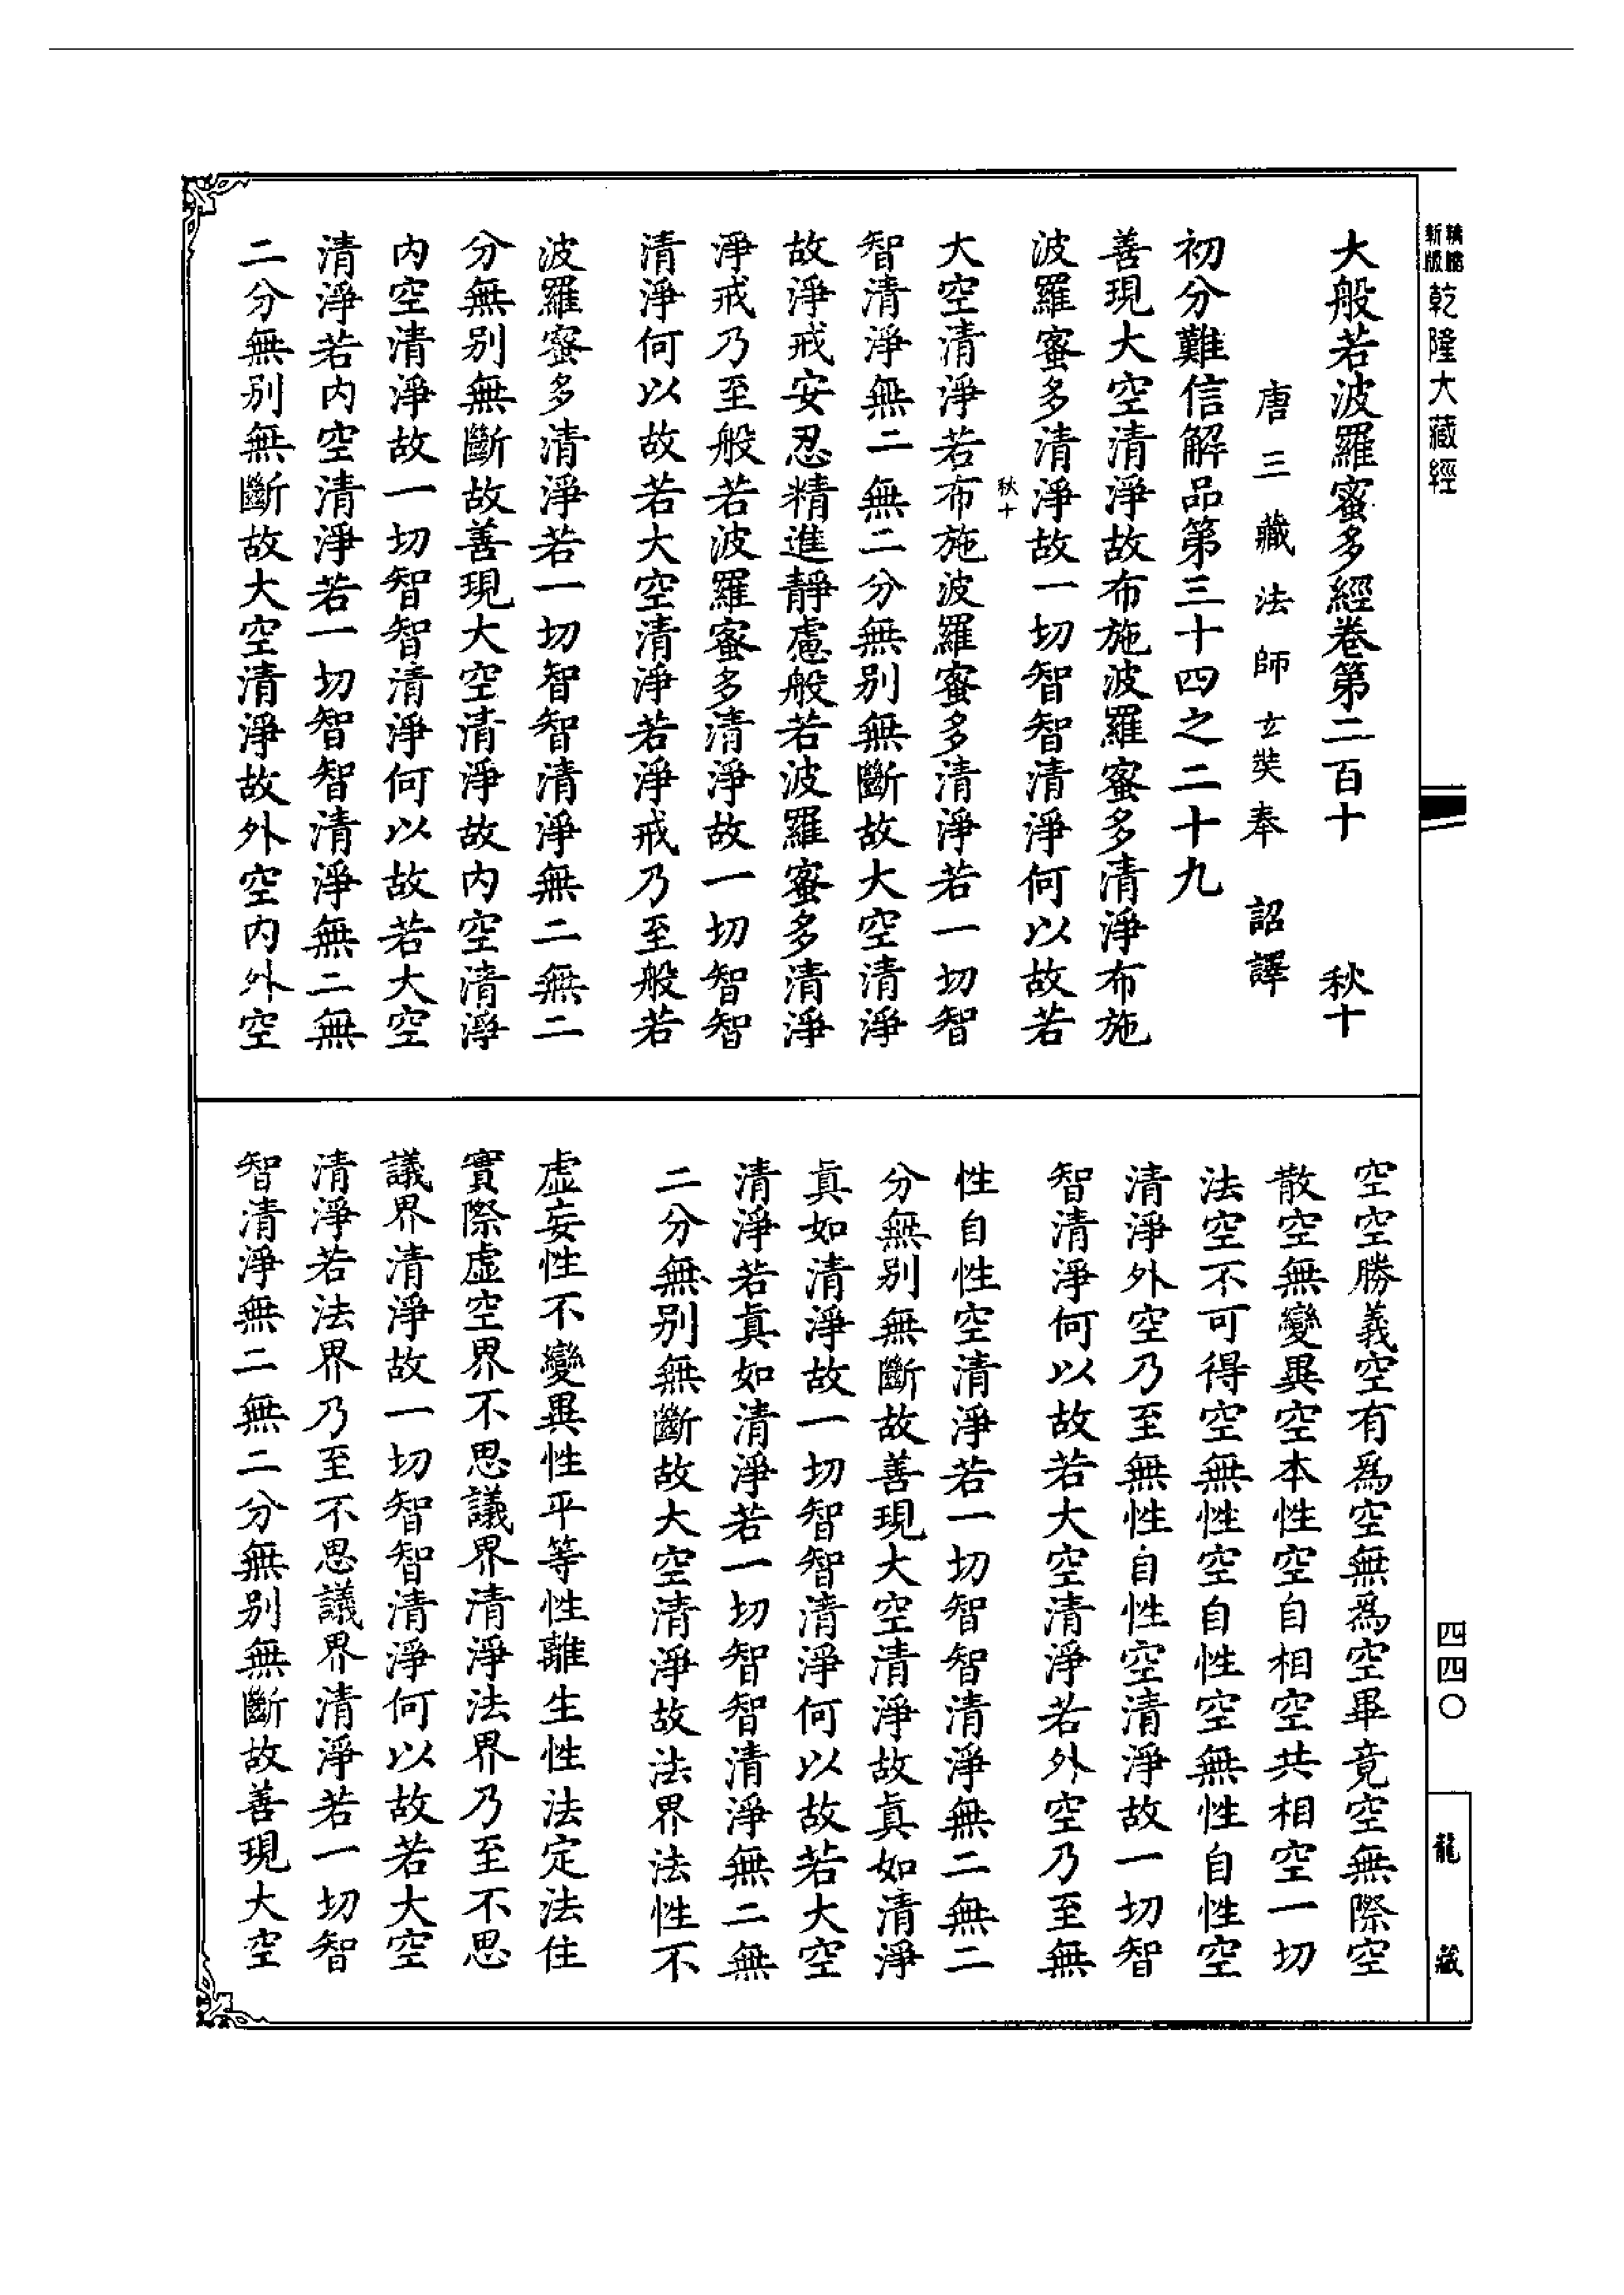 新版
乾隆大藏經
大般若波羅蜜多經卷第二百十　秋十
唐三藏法師玄奘奉　詔譯
初分難信解品第三十四之二十九
善現大空清淨故布施波羅蜜多清淨布施
波羅蜜多清淨故一切智智清淨何以故若
秋十
大空清淨若布施波羅蜜多清淨若一切智
智清淨無二無二分無別無斷故大空清淨
故淨戒安忍精進靜慮般若波羅蜜多清淨
淨戒乃至般若波羅蜜多清淨故一切智智
清淨何以故若大空清淨若淨戒乃至般若
波羅蜜多清淨若一切智智清淨無二無二
分無別無斷故善現大空清淨故內空清淨
內空清淨故一切智智清淨何以故若大空
清淨若內空清淨若一切智智清淨無二無
二分無別無斷故大空清淨故外空內外空
空空勝義空有為空無為空畢竟空無際空
散空無變異空本性空自相空共相空一切
法空不可得空無性空自性空無性自性空
清淨外空乃至無性自性空清淨故一切智
智清淨何以故若大空清淨若外空乃至無
性自性空清淨若一切智智清淨無二無二
分無別無斷故善現大空清淨故真如清淨
真如清淨故一切智智清淨何以故若大空
清淨若真如清淨若一切智智清淨無二無
二分無別無斷故大空清淨故法界法性不
虛妄性不變異性平等性離生性法定法住
實際虛空界不思議界清淨法界乃至不思
議界清淨故一切智智清淨何以故若大空
清淨若法界乃至不思議界清淨若一切智
智清淨無二無二分無別無斷故善現大空
四四〇
龍藏